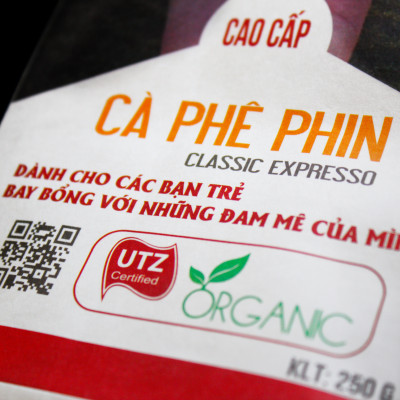 CAO CẤP
CÀ PHÊ PHIN
CLASSIC EXPRESSO
DÀNH CHO CÁC BẠN TRẺ
BAY BỔNG VỚI NHỮNG ĐAM MÊ CỦA MÌ
UTZ
Certified
ORGANIC
KLT: 250 g